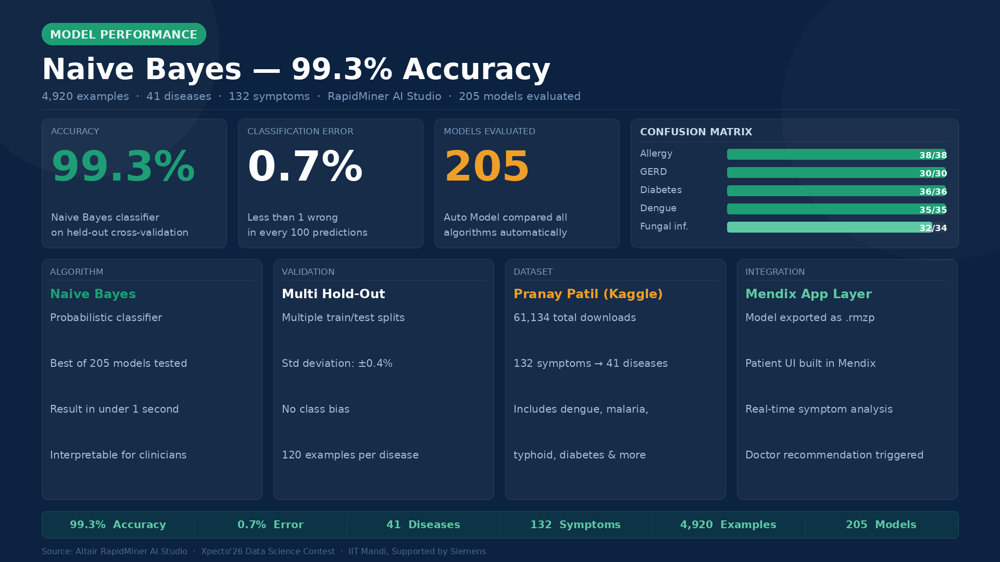 MODEL PERFORMANCE
Naive Bayes — 99.3% Accuracy
4,920 examples · 41 diseases · 132 symptoms · RapidMiner AI Studio · 205 models evaluated
ACCURACY
99.3%
Naive Bayes classifier
on held-out cross-validation
CLASSIFICATION ERROR
0.7%
Less than 1 wrong
in every 100 predictions
MODELS EVALUATED
205
Auto Model compared all
algorithms automatically
CONFUSION MATRIX
Allergy 38/38
GERD 30/30
Diabetes 36/36
Dengue 35/35
Fungal inf. 32/34
ALGORITHM
Naive Bayes
Probabilistic classifier
Best of 205 models tested
Result in under 1 second
Interpretable for clinicians
VALIDATION
Multi Hold-Out
Multiple train/test splits
Std deviation: ±0.4%
No class bias
120 examples per disease
DATASET
Pranay Patil (Kaggle)
61,134 total downloads
132 symptoms → 41 diseases
Includes dengue, malaria,
typhoid, diabetes & more
INTEGRATION
Mendix App Layer
Model exported as .rmzp
Patient UI built in Mendix
Real-time symptom analysis
Doctor recommendation triggered
99.3% Accuracy
0.7% Error
41 Diseases
132 Symptoms
4,920 Examples
205 Models
Source: Altair RapidMiner AI Studio · Xpecto'26 Data Science Contest · IIT Mandi, Supported by Siemens